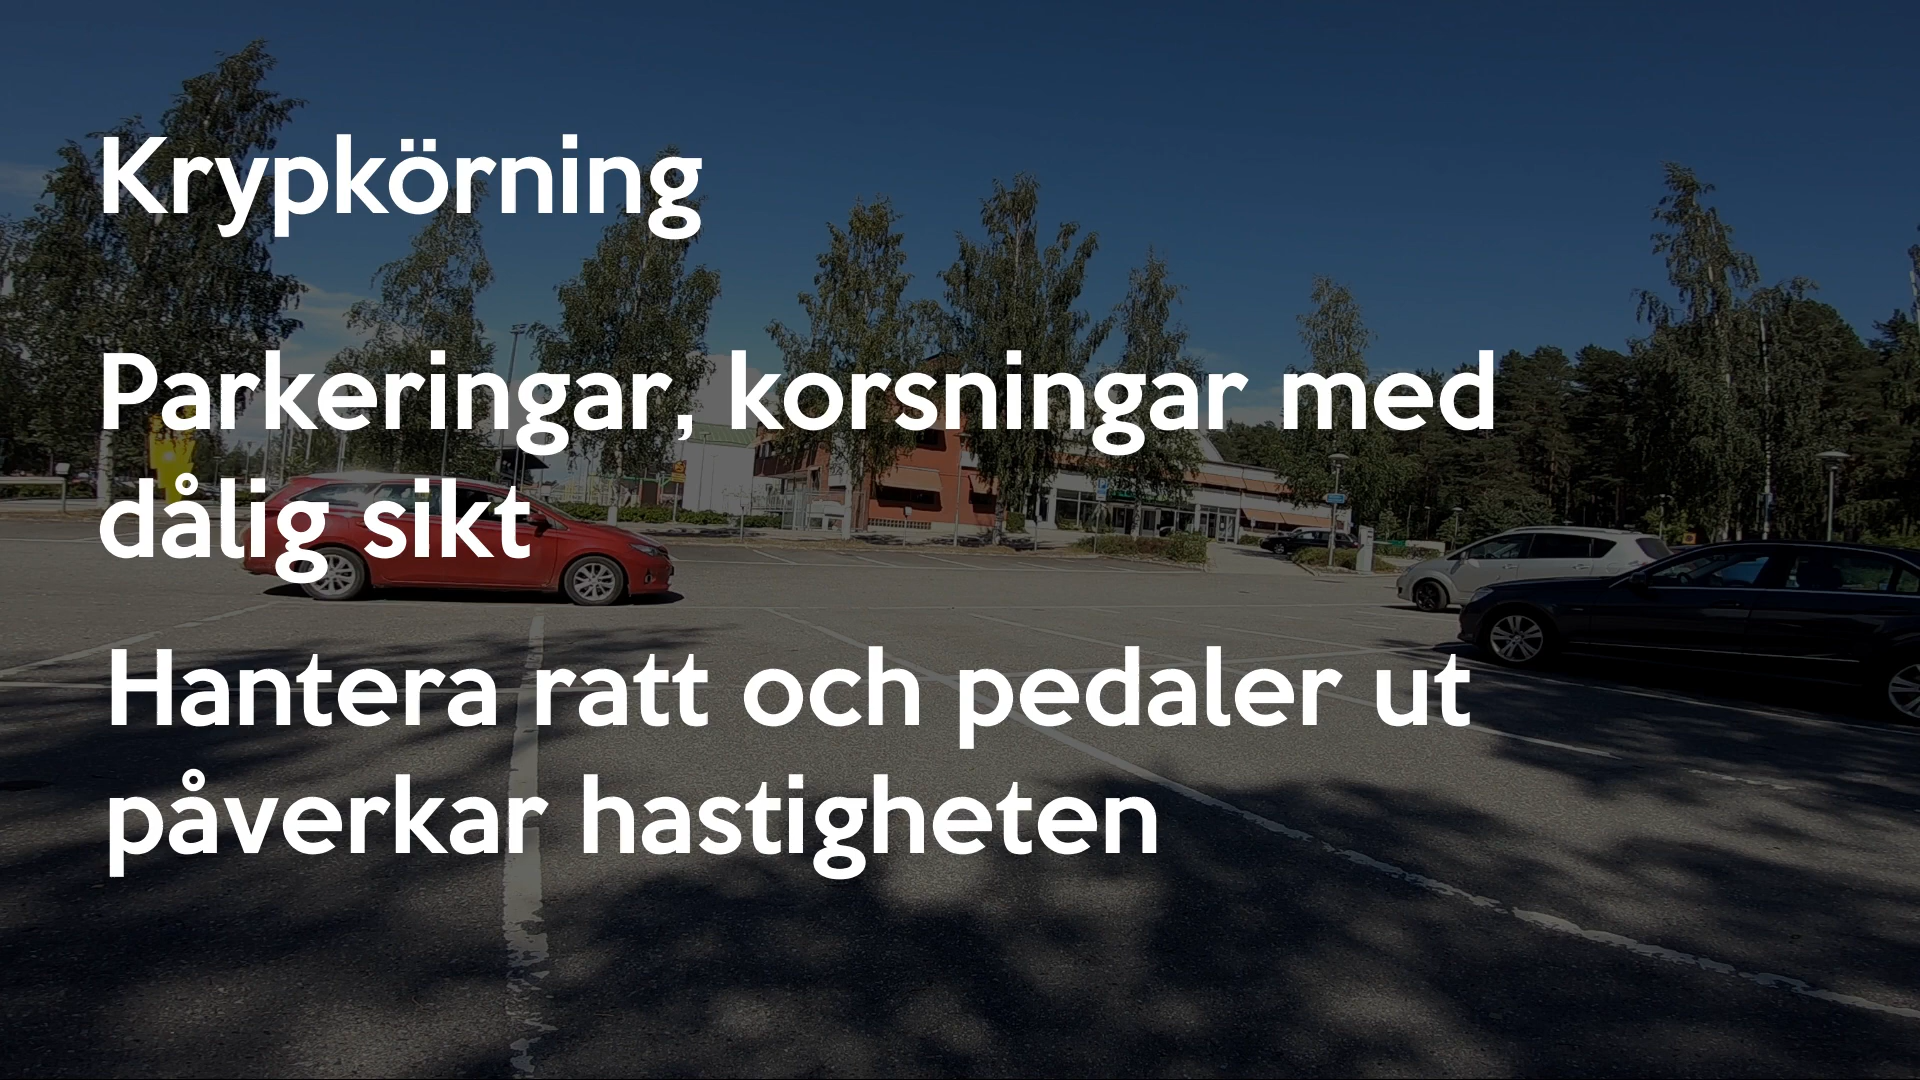 Krypkörning
Parkeringar, korsningar med
dålig sikt
Hantera ratt och pedaler ut
påverkar hastigheten